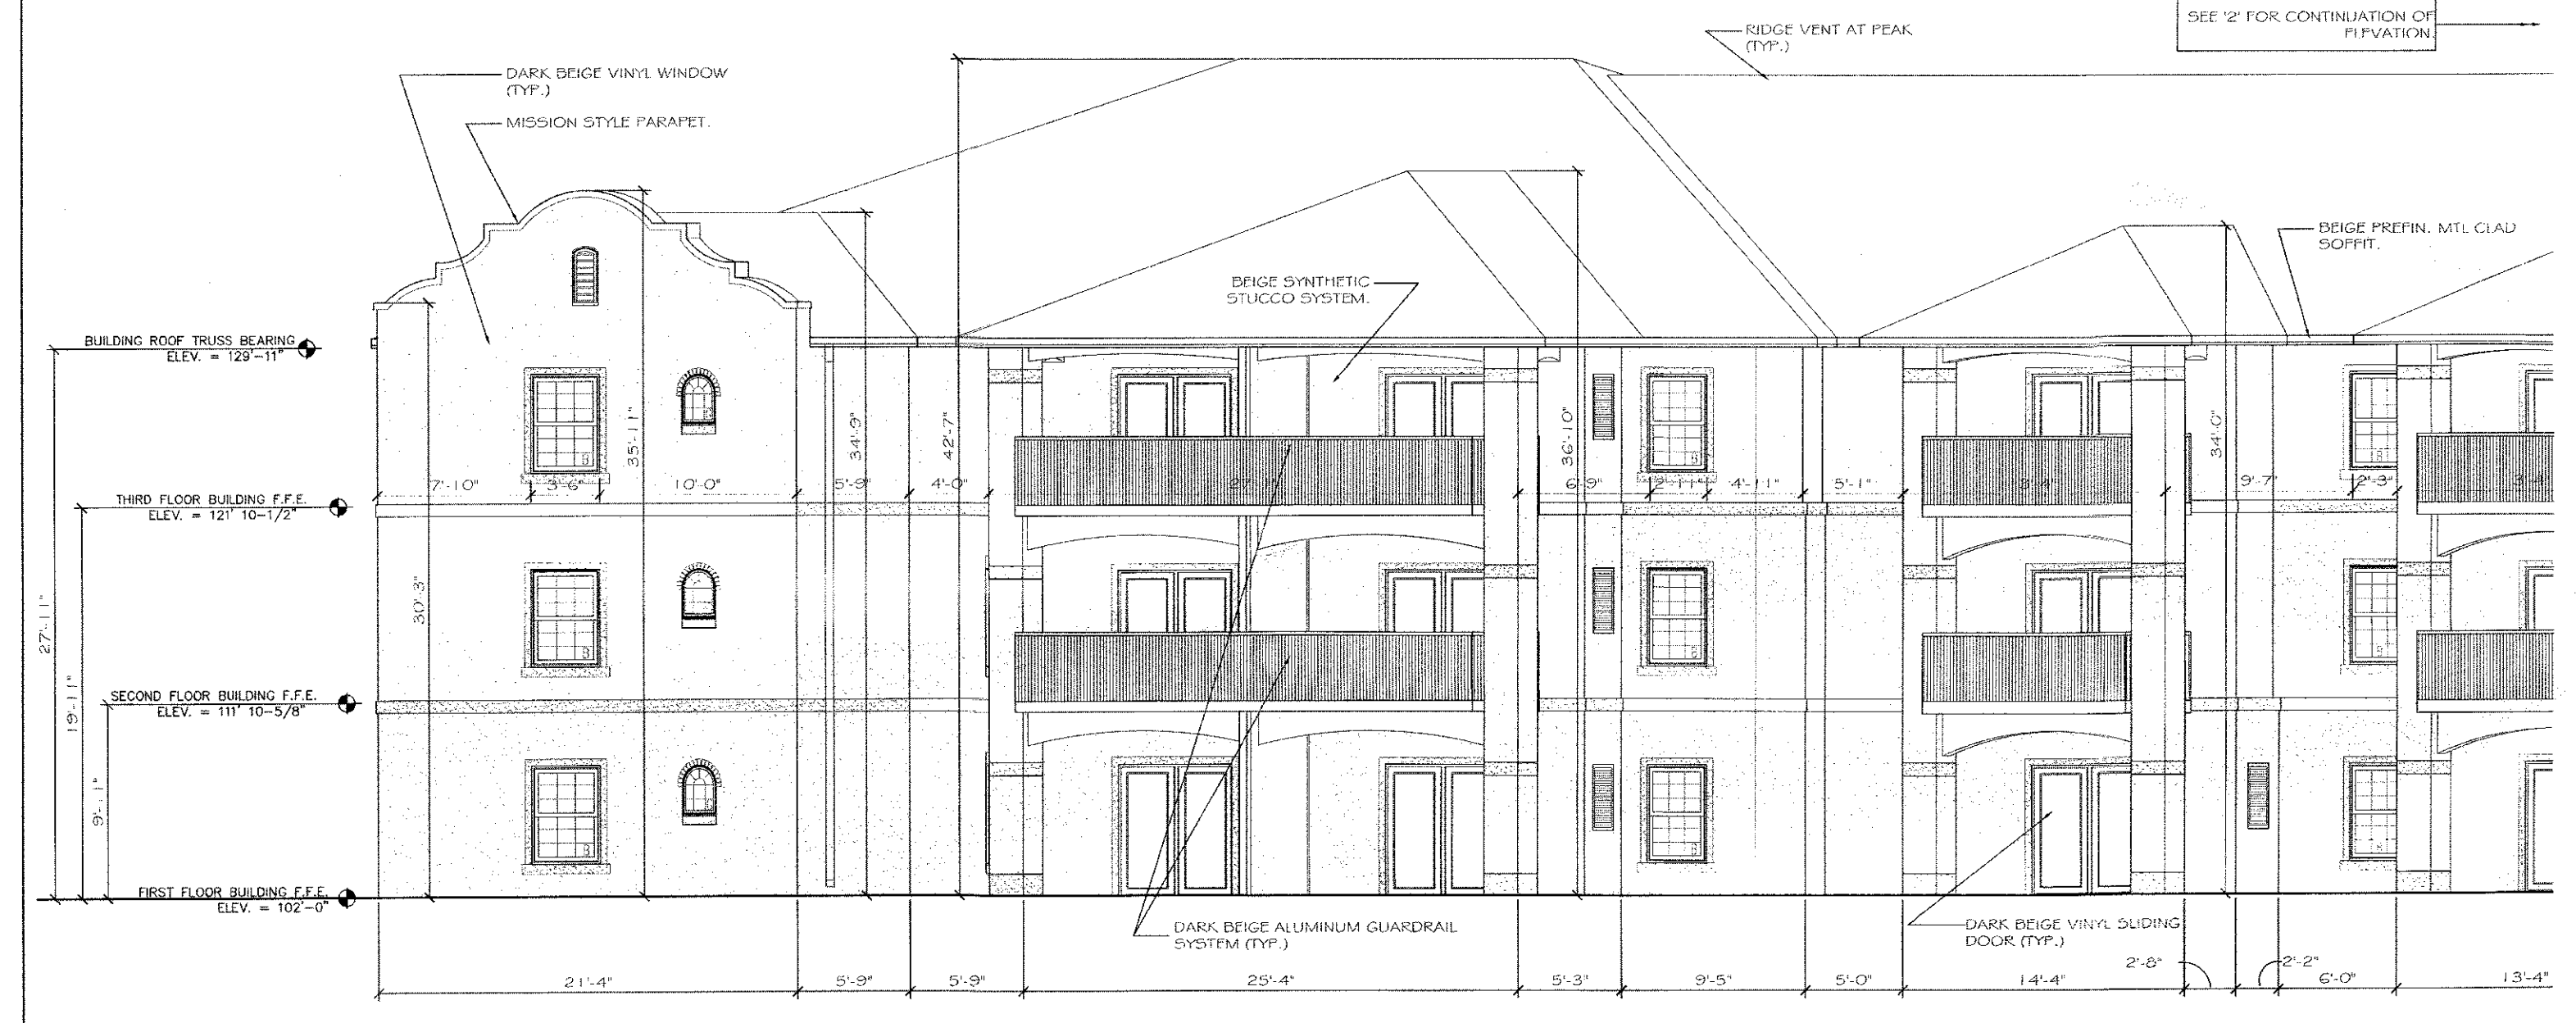 SEE '2' FOR CONTINUATION OF
ELEVATION.
RIDGE VENT AT PEAK
(TYP.)
DARK BEIGE VINYL WINDOW
(TYP.)
MISSION STYLE PARAPET.
BEIGE PREFIN. MTL CLAD
SOFFIT.
BEIGE SYNTHETIC
STUCCO SYSTEM.
BUILDING ROOF TRUSS BEARING
ELEV. = 129'-11"
35'-11"
34'-9"
42'-7"
36'-10"
34'-0"
7'-10"
3'-6"
10'-0"
5'-9"
4'-0"
6'-9"
2'-11"
4'-11"
5'-1"
9'-7"
2'-3"
THIRD FLOOR BUILDING F.F.E.
ELEV. = 121' 10-1/2"
30'-3"
27'-11"
19'-11"
SECOND FLOOR BUILDING F.F.E.
ELEV. = 111' 10-5/8"
FIRST FLOOR BUILDING F.F.E.
ELEV. = 102'-0"
DARK BEIGE ALUMINUM GUARDRAIL
SYSTEM (TYP.)
DARK BEIGE VINYL SLIDING
DOOR (TYP.)
21'-4"
5'-9"
5'-9"
25'-4"
5'-3"
9'-5"
5'-0"
14'-4"
2'-8"
2'-2"
6'-0"
13'-4"